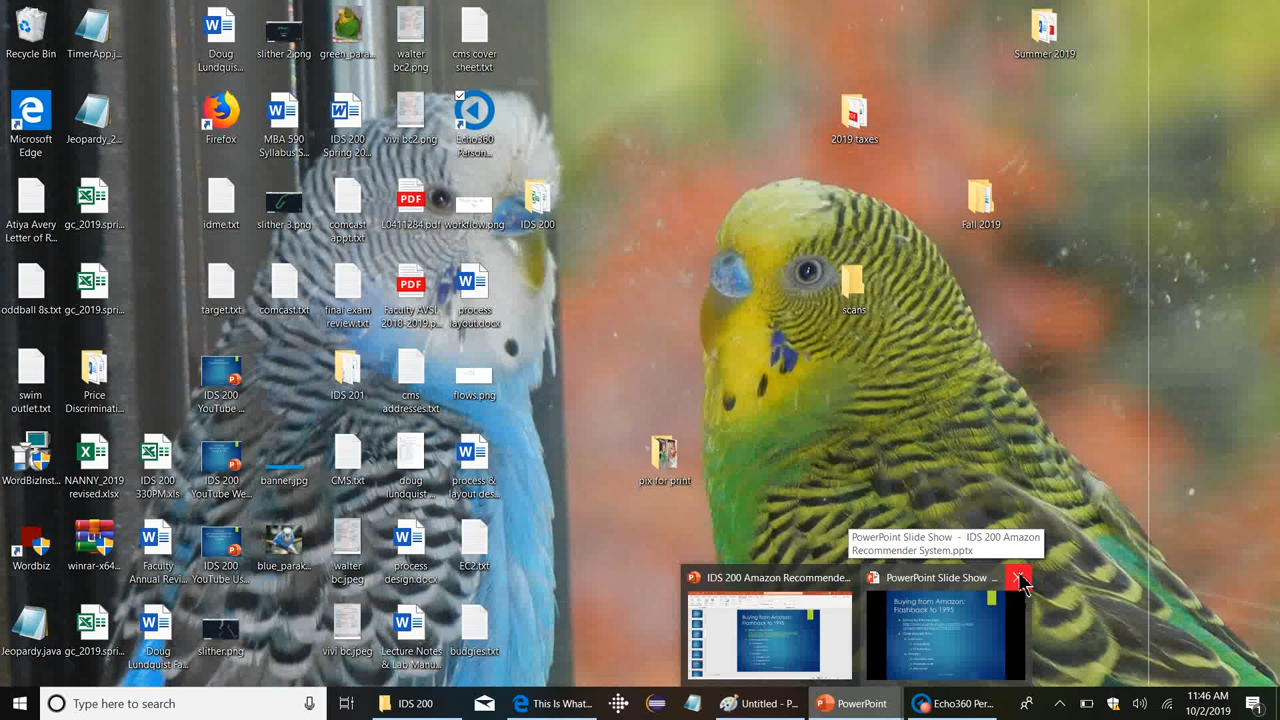 Recycle Bin
TimerApp.j...
Doug
Lundquis...
slither 2.png
green_para...
walter
bc2.png
cms cover
sheet.txt
Summer 2019
Microsoft
Edge
Jeopardy_2...
Firefox
MBA 590
Syllabus S...
IDS 200
Spring 20...
vivi bc2.png
Echo360
Person...
2019 taxes
Atiya Avery
Letter of R...
gc_2019.spri...
idme.txt
slither 3.png
comcast
appt.txt
L0411284.pdf
workflow.png
IDS 200
Fall 2019
oddball 8s.txt
gc_2019.spri...
target.txt
comcast.txt
final exam
review.txt
Faculty AVSL
2018-2019.p...
process
layout.docx
scans
swim
outlet.txt
Price
Discriminati...
IDS 200
YouTube ...
IDS 201
cms
addresses.txt
flows.png
WordBizInst...
NANNY_2019
revised.xlsx
IDS 200
330PM.xls
IDS 200
YouTube We...
banner.jpg
CMS.txt
doug
lundquist ...
process &
layout des...
pix for print
Wordbiz
winrar-x64...
Faculty
Annual Revi...
IDS 200
YouTube Us...
blue_parak...
walter
bc.jpeg
process
design.docx
EC2.txt
PowerPoint Slide Show - IDS 200 Amazon
Recommender System.pptx
IDS 200 Amazon Recommende...
PowerPoint Slide Show ...
Buying from Amazon:
Flashback to 1995
Buying from Amazon:
Flashback to 1995
gc_2019.spri...
Doug
Lundquist Fa...
vivi bc.jpeg
Lecture Notes
& Lab Manu...
budgies.txt
Type here to search
IDS 200
This Is What...
Untitled - P...
PowerPoint
Echo360 Per...
11:46 AM
10/2/2019
1